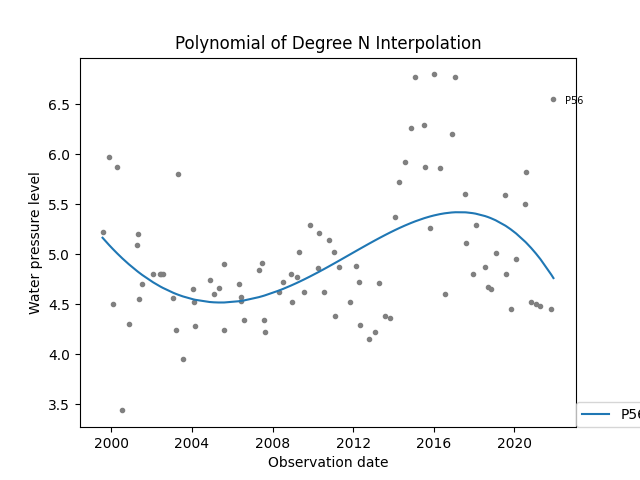 Polynomial of Degree N Interpolation
Water pressure level
6.5
6.0
5.5
5.0
4.5
4.0
3.5
2000
2004
2008
2012
2016
2020
Observation date
P56
P56